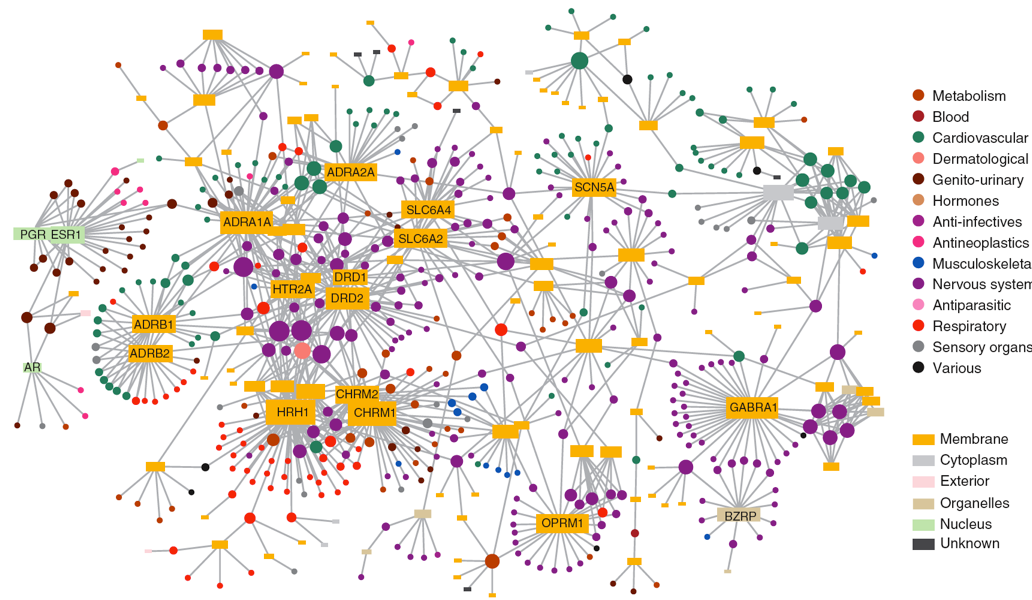 ADRA2A
SCN5A
SLC6A4
ADRA1A
PGR ESR1
SLC6A2
DRD1
HTR2A
DRD2
ADRB1
ADRB2
AR
CHRM2
HRH1
CHRM1
GABRA1
OPRM1
BZRP
Metabolism
Blood
Cardiovascular
Dermatological
Genito-urinary
Hormones
Anti-infectives
Antineoplastics
Musculoskeleta
Nervous system
Antiparasitic
Respiratory
Sensory organs
Various
Membrane
Cytoplasm
Exterior
Organelles
Nucleus
Unknown